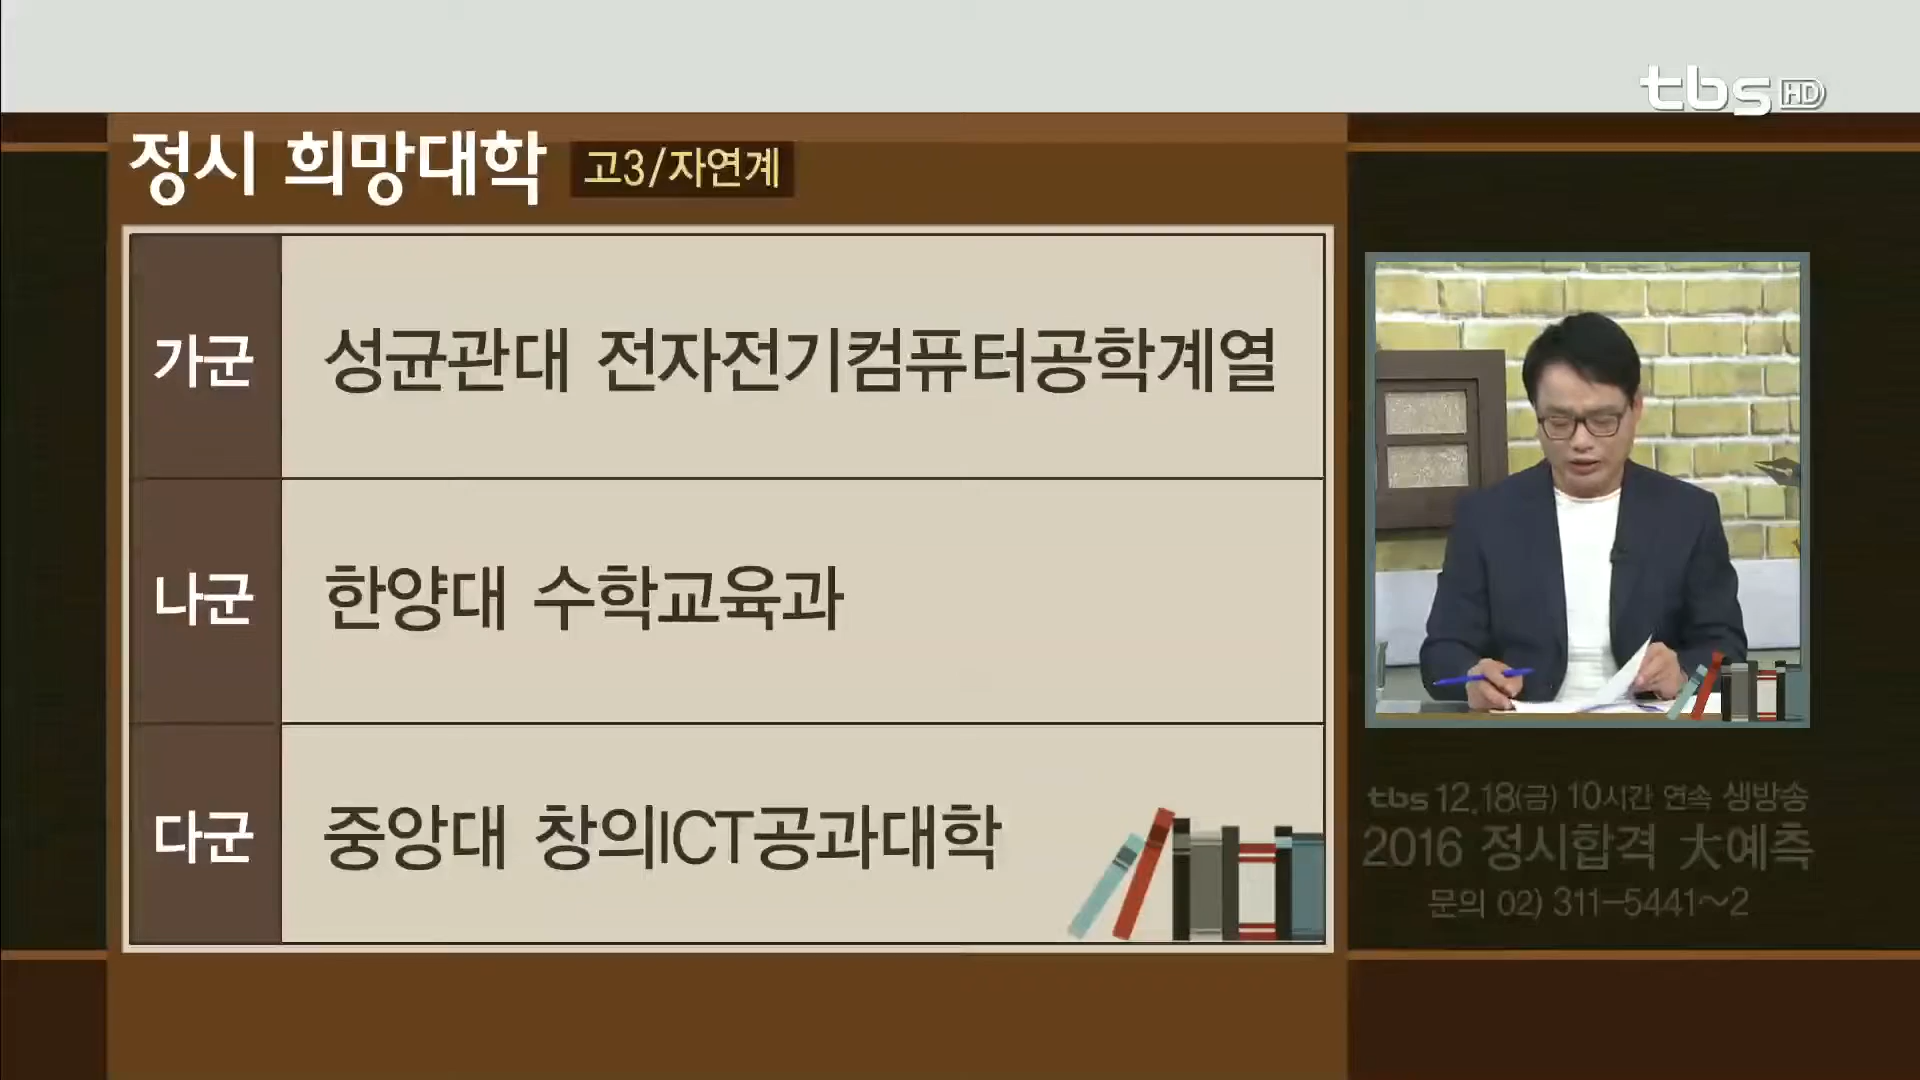 tbs HD
정시 희망대학 고3/자연계
가군 성균관대 전자전기컴퓨터공학계열
나군 한양대 수학교육과
다군 중앙대 창의ICT공과대학
tbs 12.18(금) 10시간 연속 생방송
2016 정시합격 大예측
문의 02) 311-5441~2